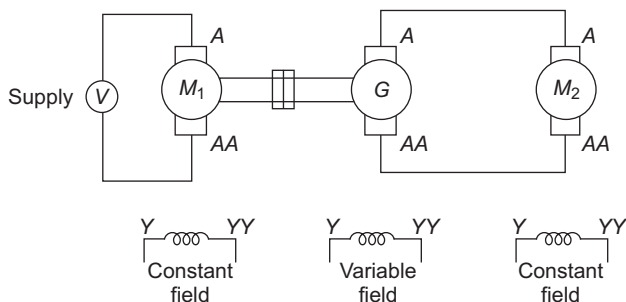 A A A
Supply V M1 G M2
AA AA AA
Y YY Y YY Y YY
Constant Variable Constant
field field field